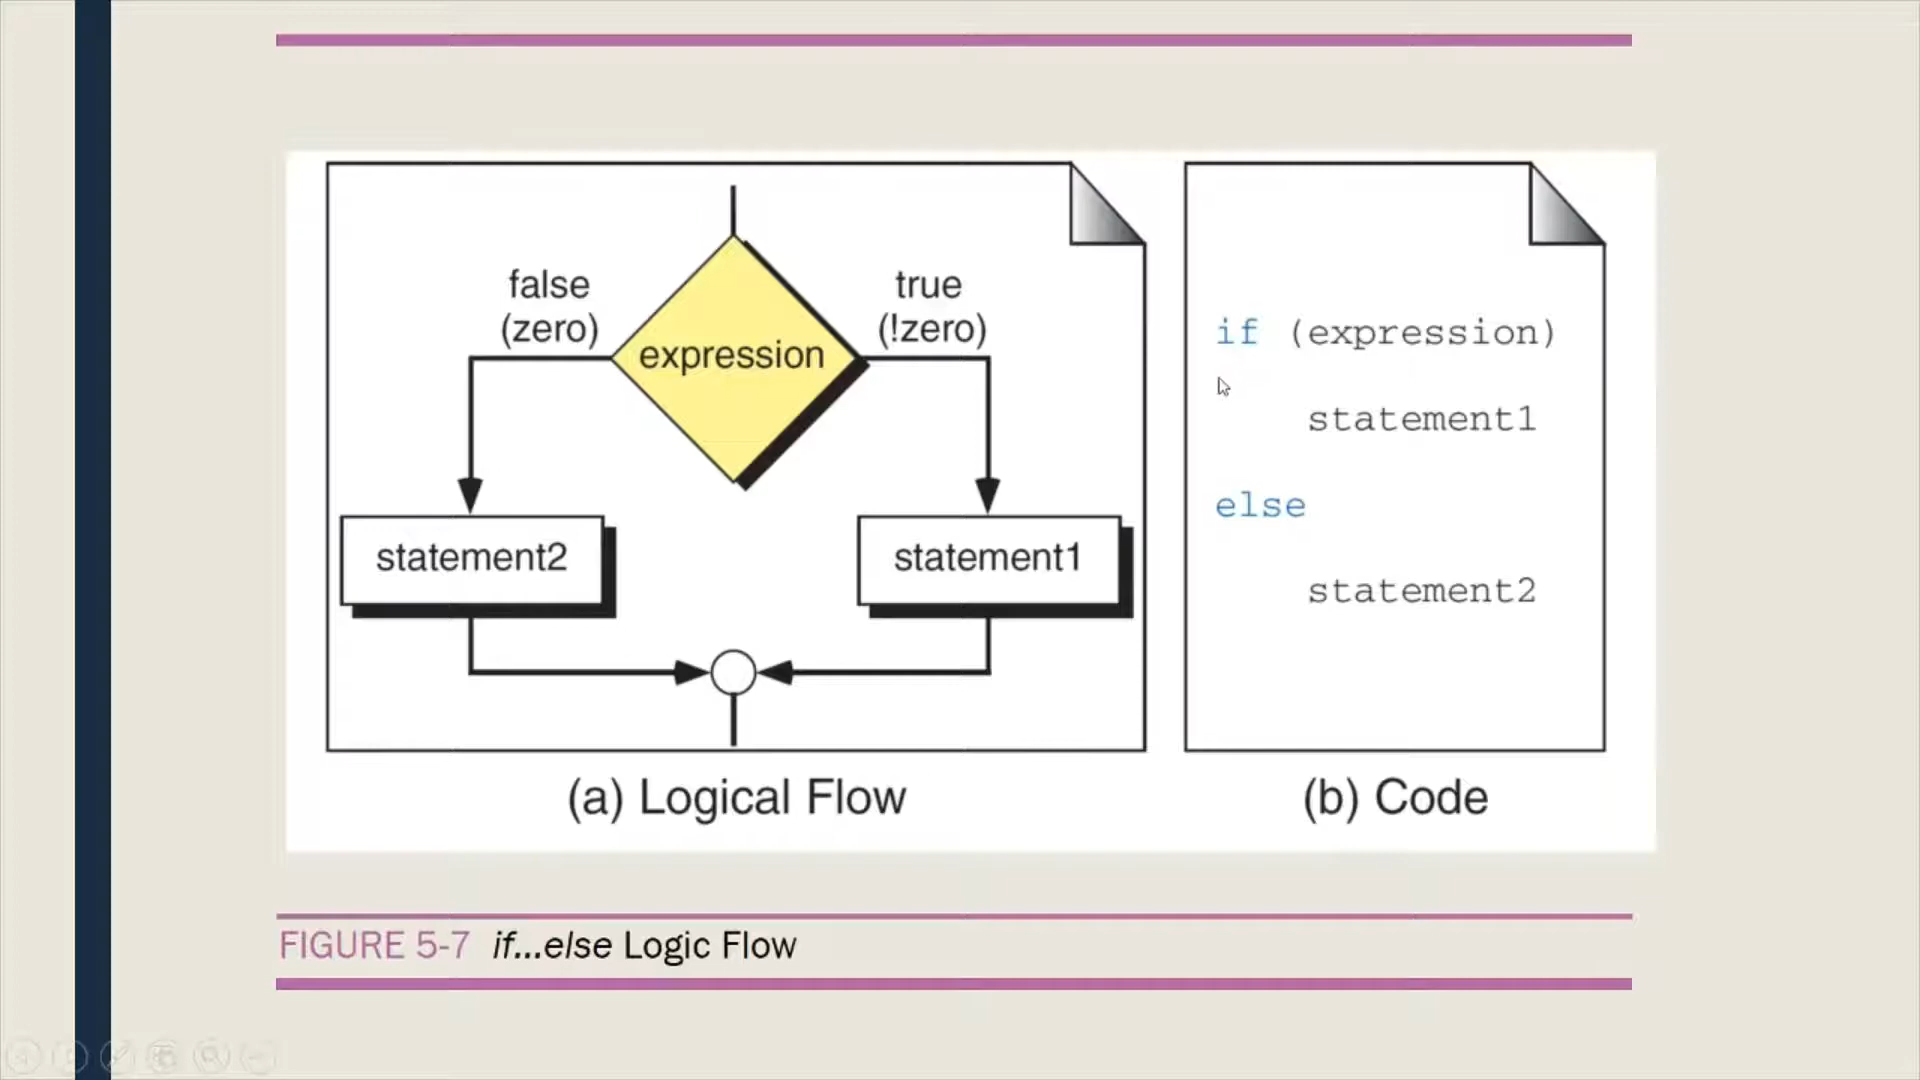 false
(zero)
true
(!zero)
expression
statement2
statement1
(a) Logical Flow
if (expression)
statement1
else
statement2
(b) Code
FIGURE 5-7 if...else Logic Flow